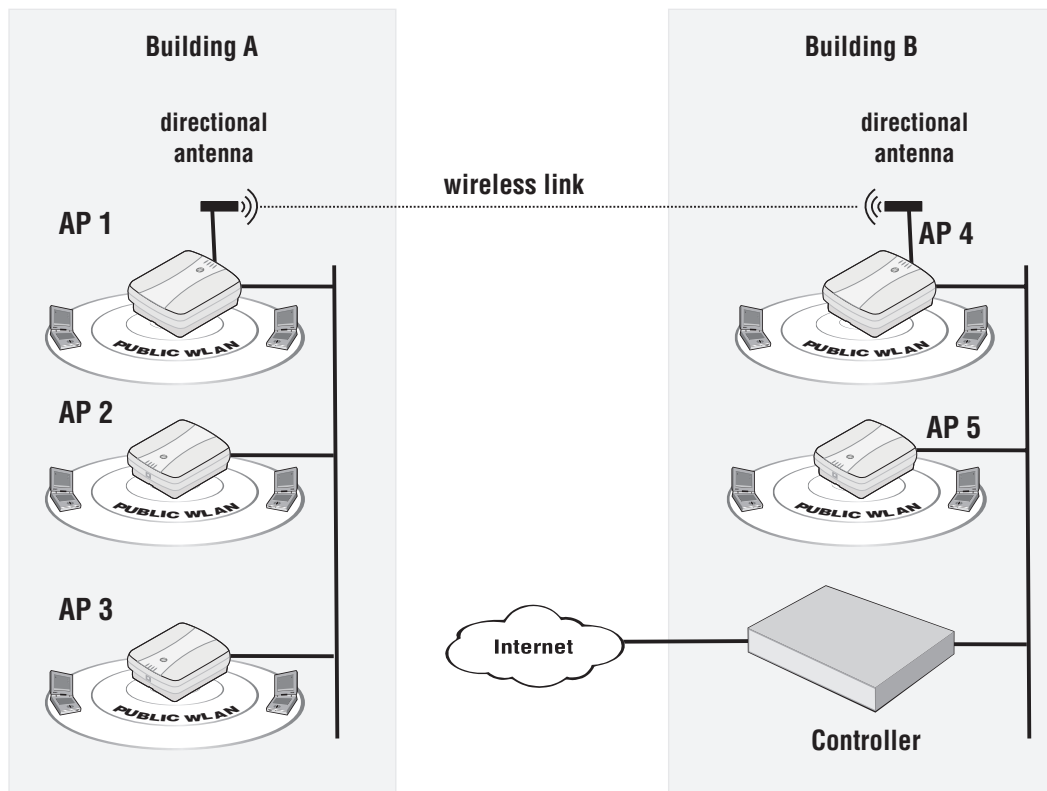 Building A
Building B
directional
antenna
directional
antenna
wireless link
AP 1
AP 4
PUBLIC WLAN
PUBLIC WLAN
AP 2
AP 5
PUBLIC WLAN
PUBLIC WLAN
AP 3
Internet
PUBLIC WLAN
Controller